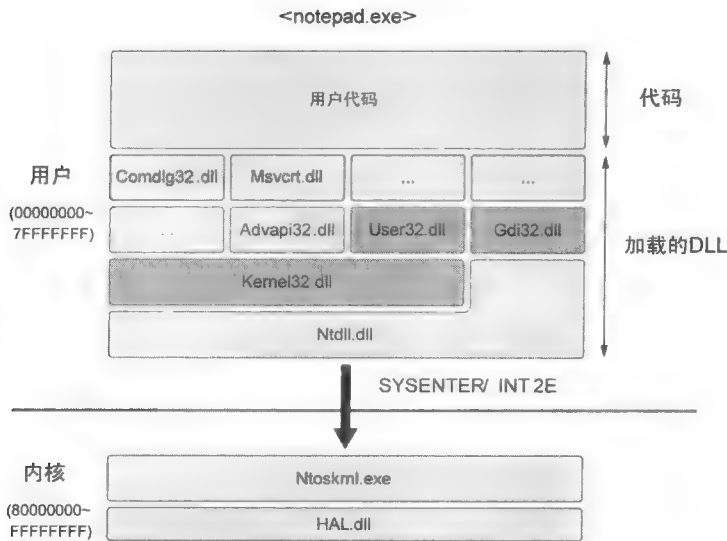 <notepad.exe>
用户代码
代码
用户
(00000000~
7FFFFFFF)
Comdlg32.dll
Msvcrt.dll
...
...
..
Advapi32.dll
User32.dll
Gdi32.dll
加载的DLL
Kernel32 dll
Ntdll.dll
SYSENTER/ INT 2E
内核
(80000000~
FFFFFFFF)
Ntoskrnl.exe
HAL.dll